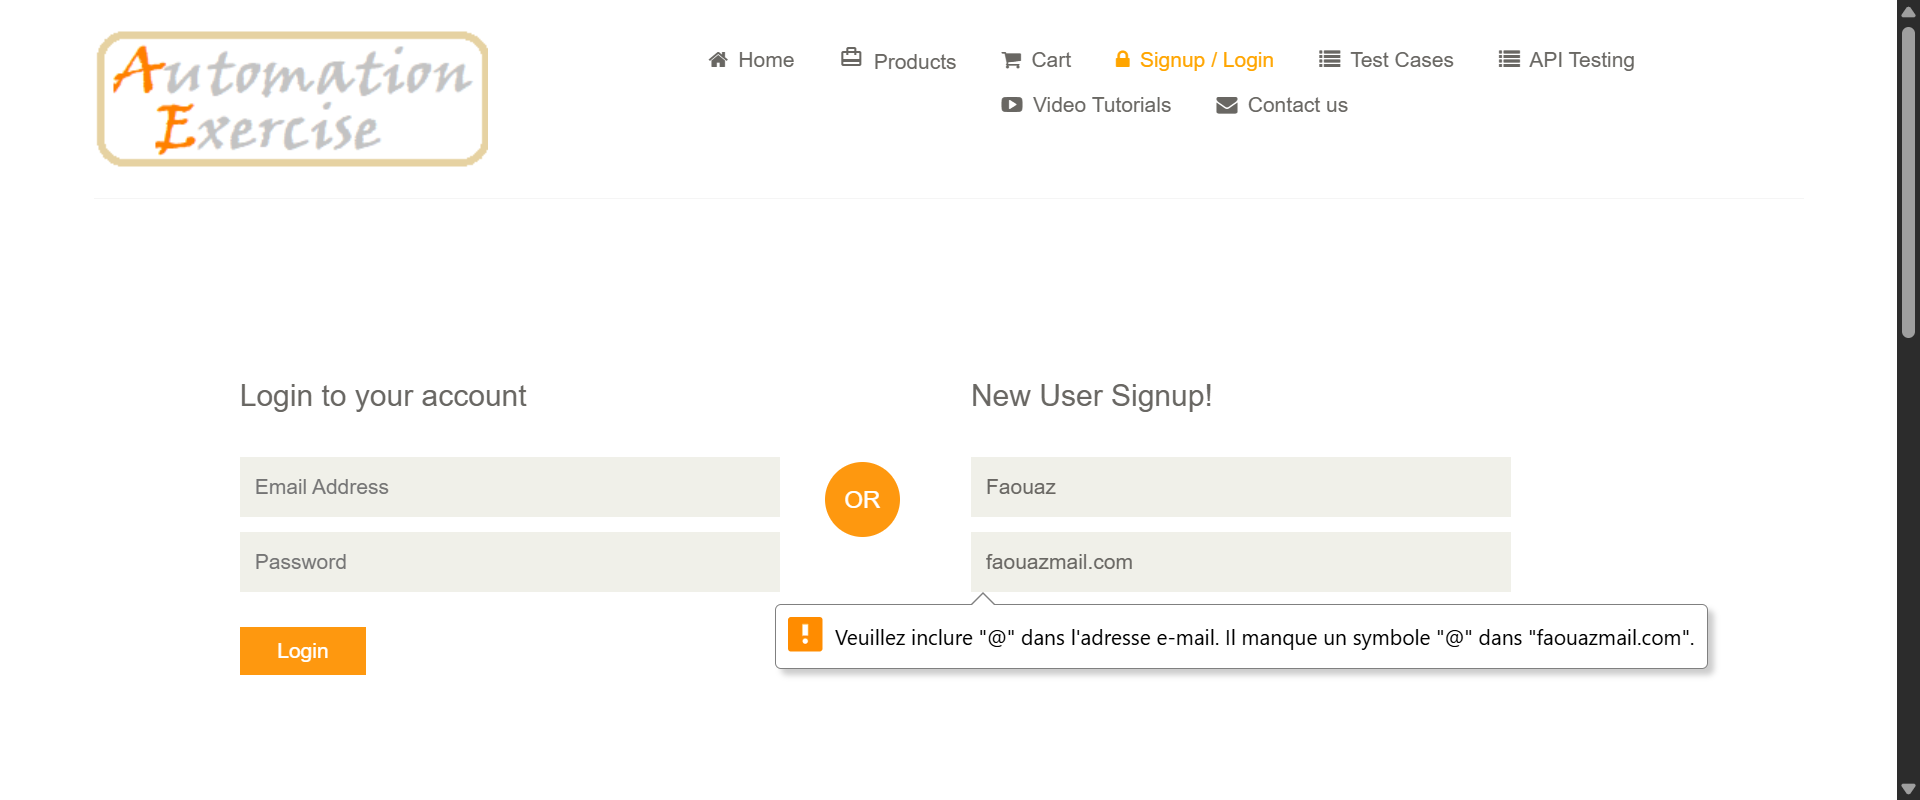 Automation
Exercise
Home Products Cart Signup / Login Test Cases API Testing
Video Tutorials Contact us
Login to your account
Email Address
Password
Login
OR
New User Signup!
Faouaz
faouazmail.com
Veuillez inclure "@" dans l'adresse e-mail. Il manque un symbole "@" dans "faouazmail.com".